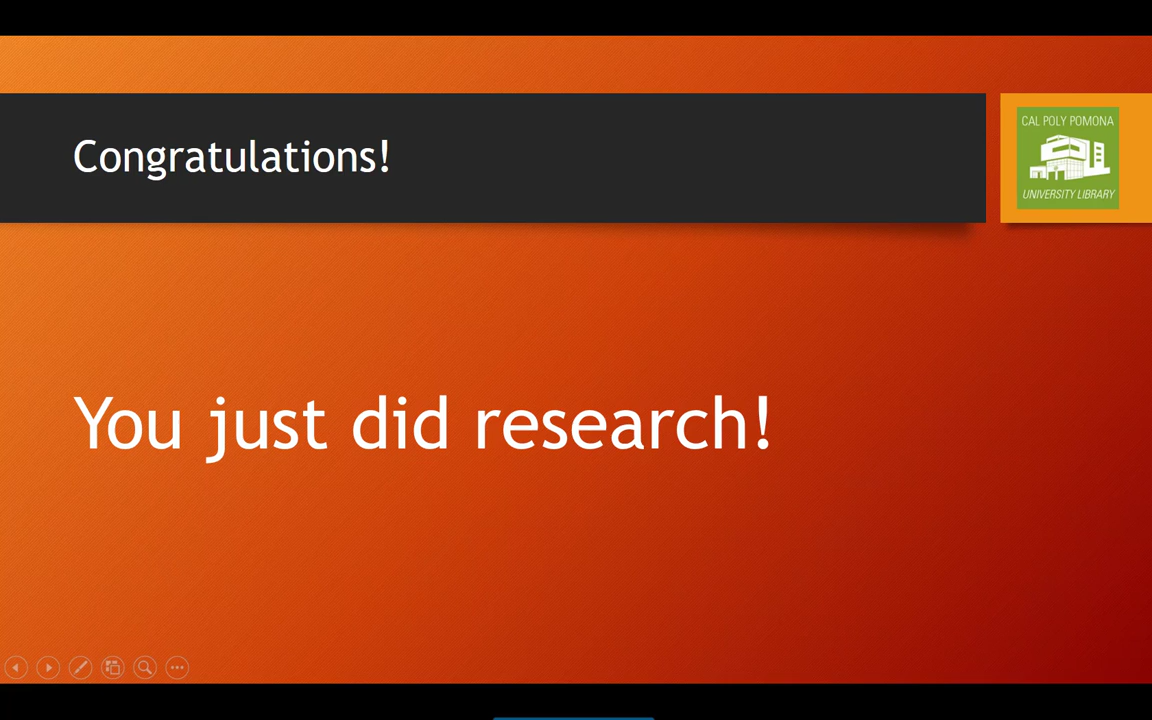 Congratulations!
CAL POLY POMONA
UNIVERSITY LIBRARY
You just did research!